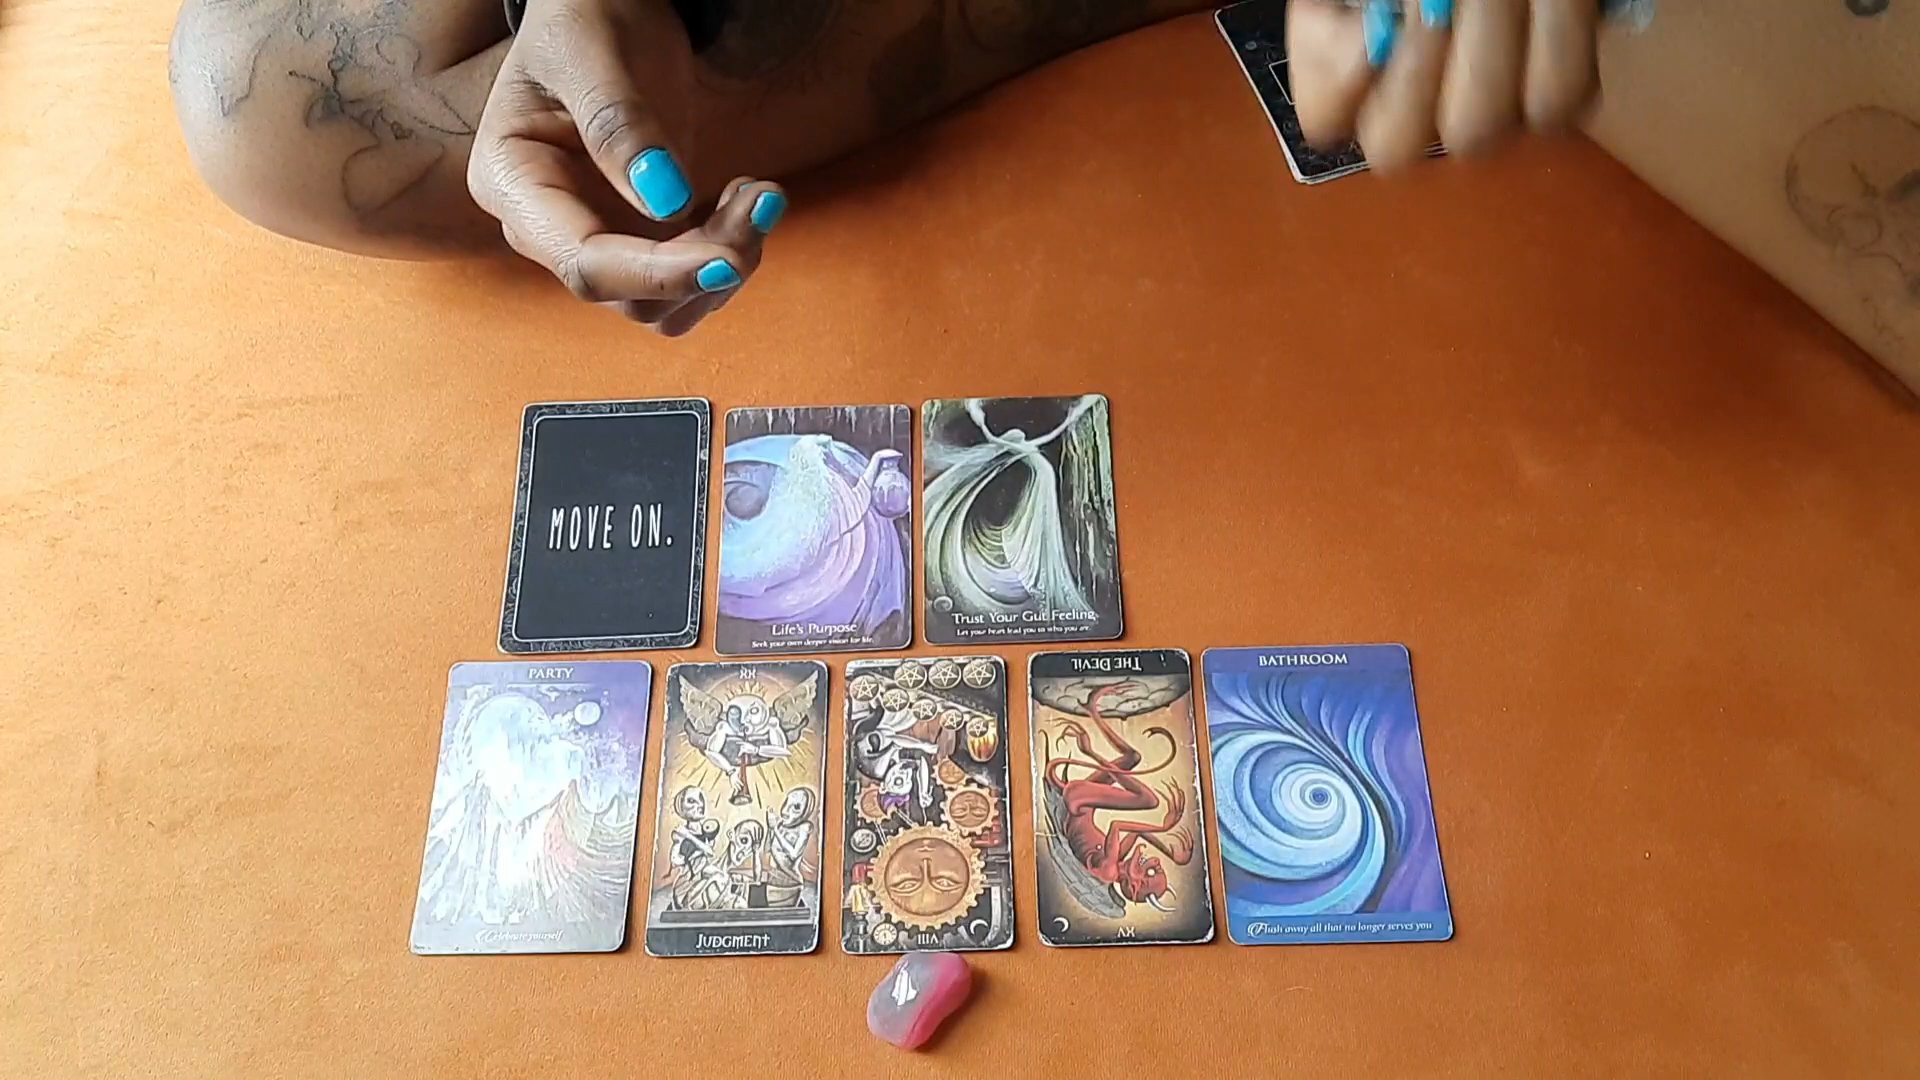 MOVE ON.
Life's Purpose
Seek your own deeper vision for life.
Trust Your Gut Feeling
Let your heart lead you to who you are.
PARTY
Celebrate yourself
XX
JUDGMENT
VIII
THE DEVIL
XV
BATHROOM
Flush away all that no longer serves you